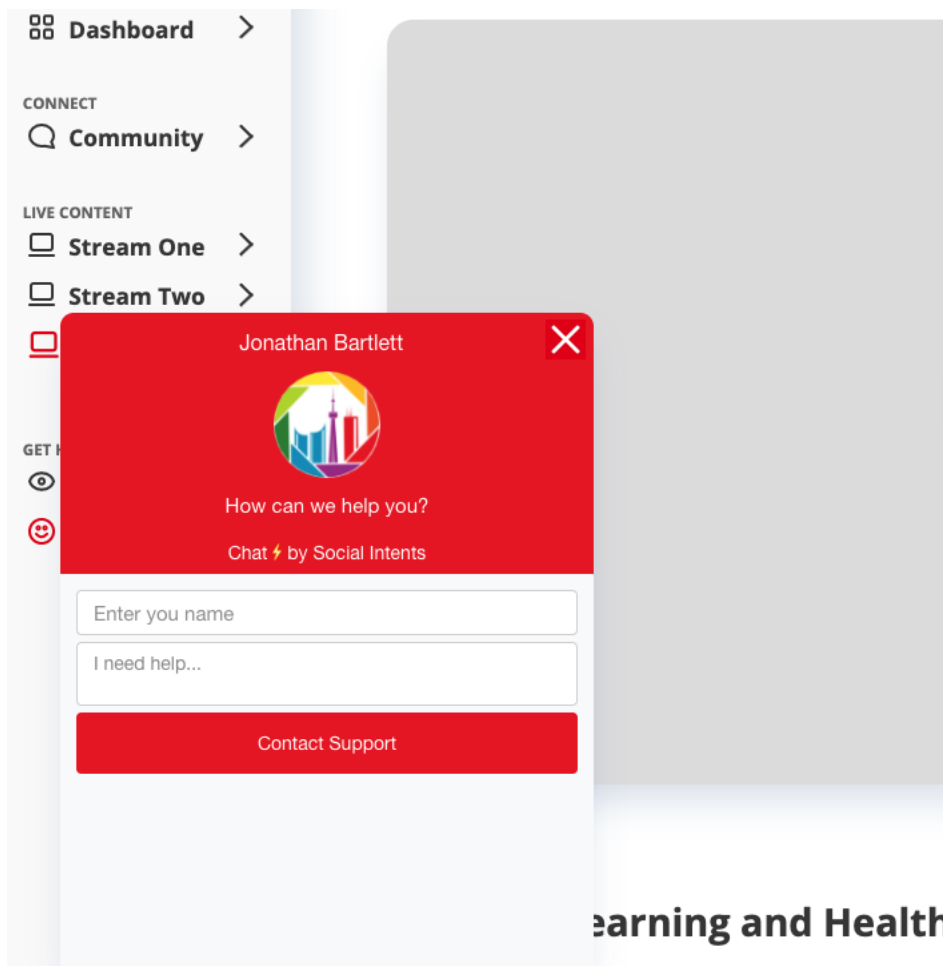 Dashboard
CONNECT
Community
LIVE CONTENT
Stream One
Stream Two
Jonathan Bartlett
How can we help you?
Chat⚡by Social Intents
GET
Enter you name
I need help...
Contact Support
earning and Health